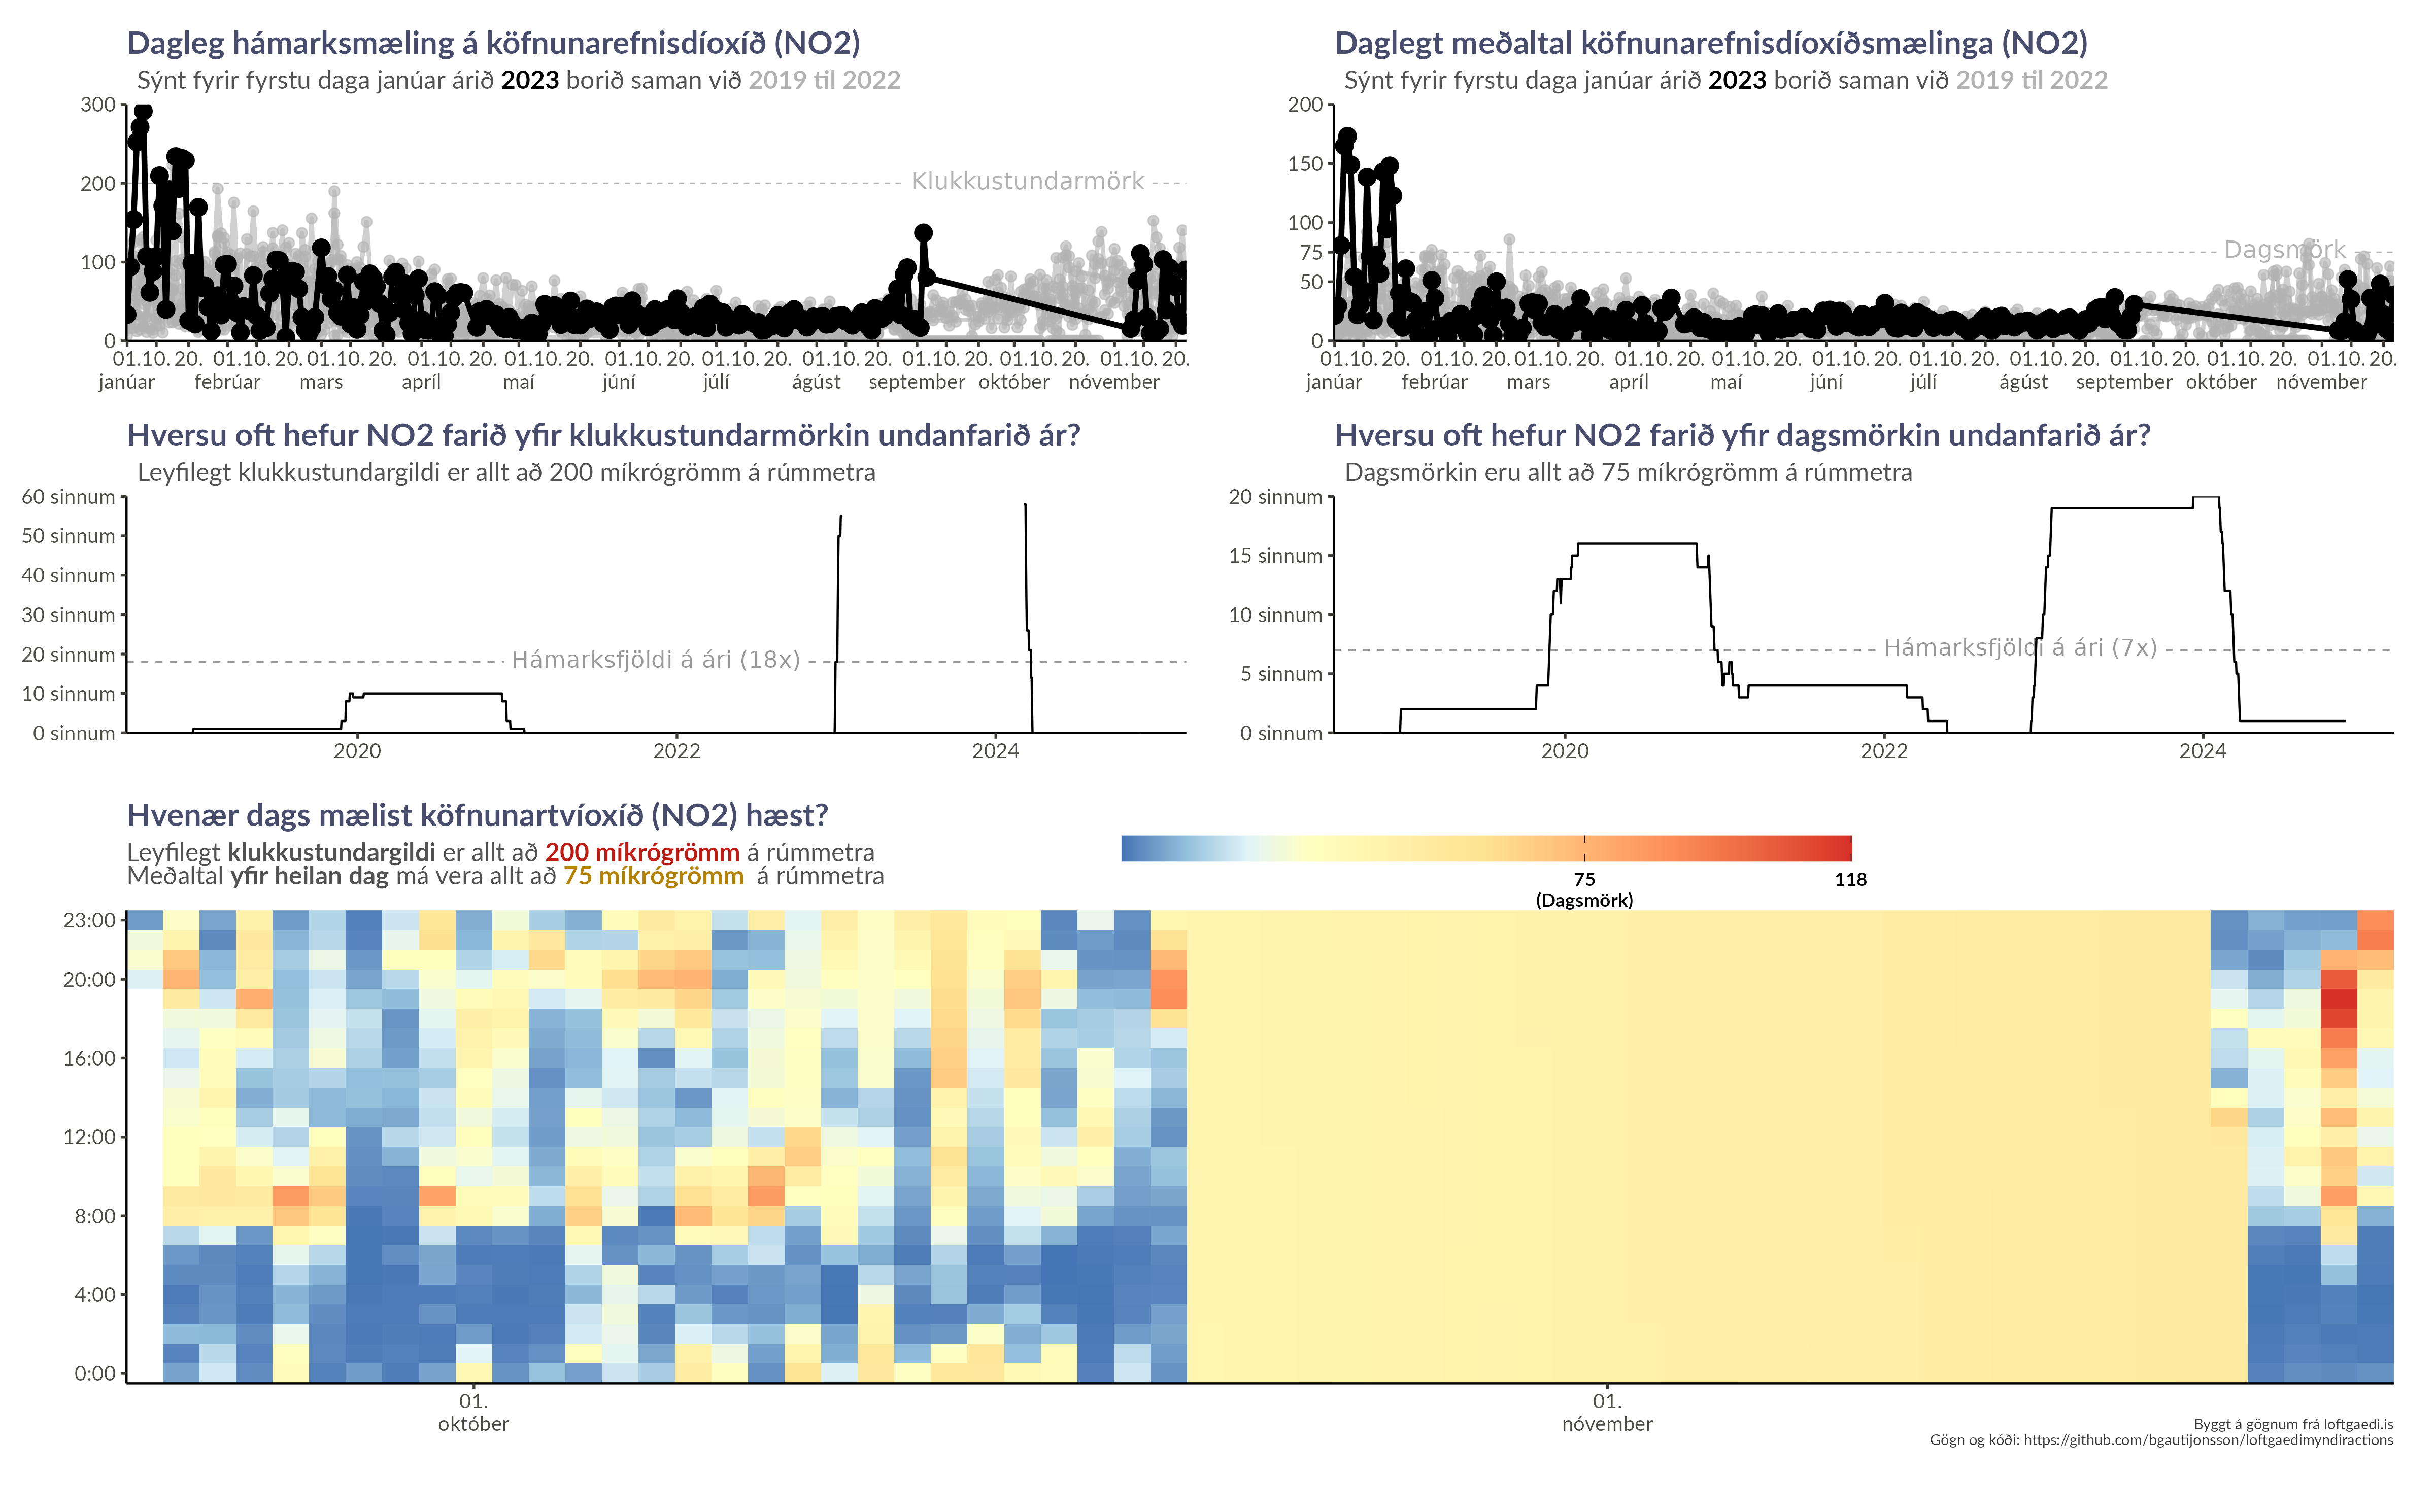 Dagleg hámarksmæling á köfnunarefnisdíoxíð (NO2)
Sýnt fyrir fyrstu daga janúar árið 2023 borið saman við 2019 til 2022
300
200
100
0
Klukkustundarmörk
01. 10. 20. 01. 10. 20. 01. 10. 20. 01. 10. 20. 01. 10. 20. 01. 10. 20. 01. 10. 20. 01. 10. 20. 01. 10. 20. 01. 10. 20. 01. 10. 20.
janúar febrúar mars apríl maí júní júlí ágúst september október nóvember
Daglegt meðaltal köfnunarefnisdíoxíðsmælinga (NO2)
Sýnt fyrir fyrstu daga janúar árið 2023 borið saman við 2019 til 2022
200
150
100
75
50
0
Dagsmörk
01. 10. 20. 01. 10. 20. 01. 10. 20. 01. 10. 20. 01. 10. 20. 01. 10. 20. 01. 10. 20. 01. 10. 20. 01. 10. 20. 01. 10. 20. 01. 10. 20.
janúar febrúar mars apríl maí júní júlí ágúst september október nóvember
Hversu oft hefur NO2 farið yfir klukkustundarmörkin undanfarið ár?
Leyfilegt klukkustundargildi er allt að 200 míkrógrömm á rúmmetra
60 sinnum
50 sinnum
40 sinnum
30 sinnum
20 sinnum
10 sinnum
0 sinnum
Hámarksfjöldi á ári (18x)
2020 2022 2024
Hversu oft hefur NO2 farið yfir dagsmörkin undanfarið ár?
Dagsmörkin eru allt að 75 míkrógrömm á rúmmetra
20 sinnum
15 sinnum
10 sinnum
5 sinnum
0 sinnum
Hámarksfjöldi á ári (7x)
2020 2022 2024
Hvenær dags mælist köfnunartvíoxíð (NO2) hæst?
Leyfilegt klukkustundargildi er allt að 200 míkrógrömm á rúmmetra
Meðaltal yfir heilan dag má vera allt að 75 míkrógrömm á rúmmetra
75 118
(Dagsmörk)
23:00
20:00
16:00
12:00
8:00
4:00
0:00
01. 01.
október nóvember
Byggt á gögnum frá loftgaedi.is
Gögn og kóði: https://github.com/bgautijonsson/loftgaedimyndiractions